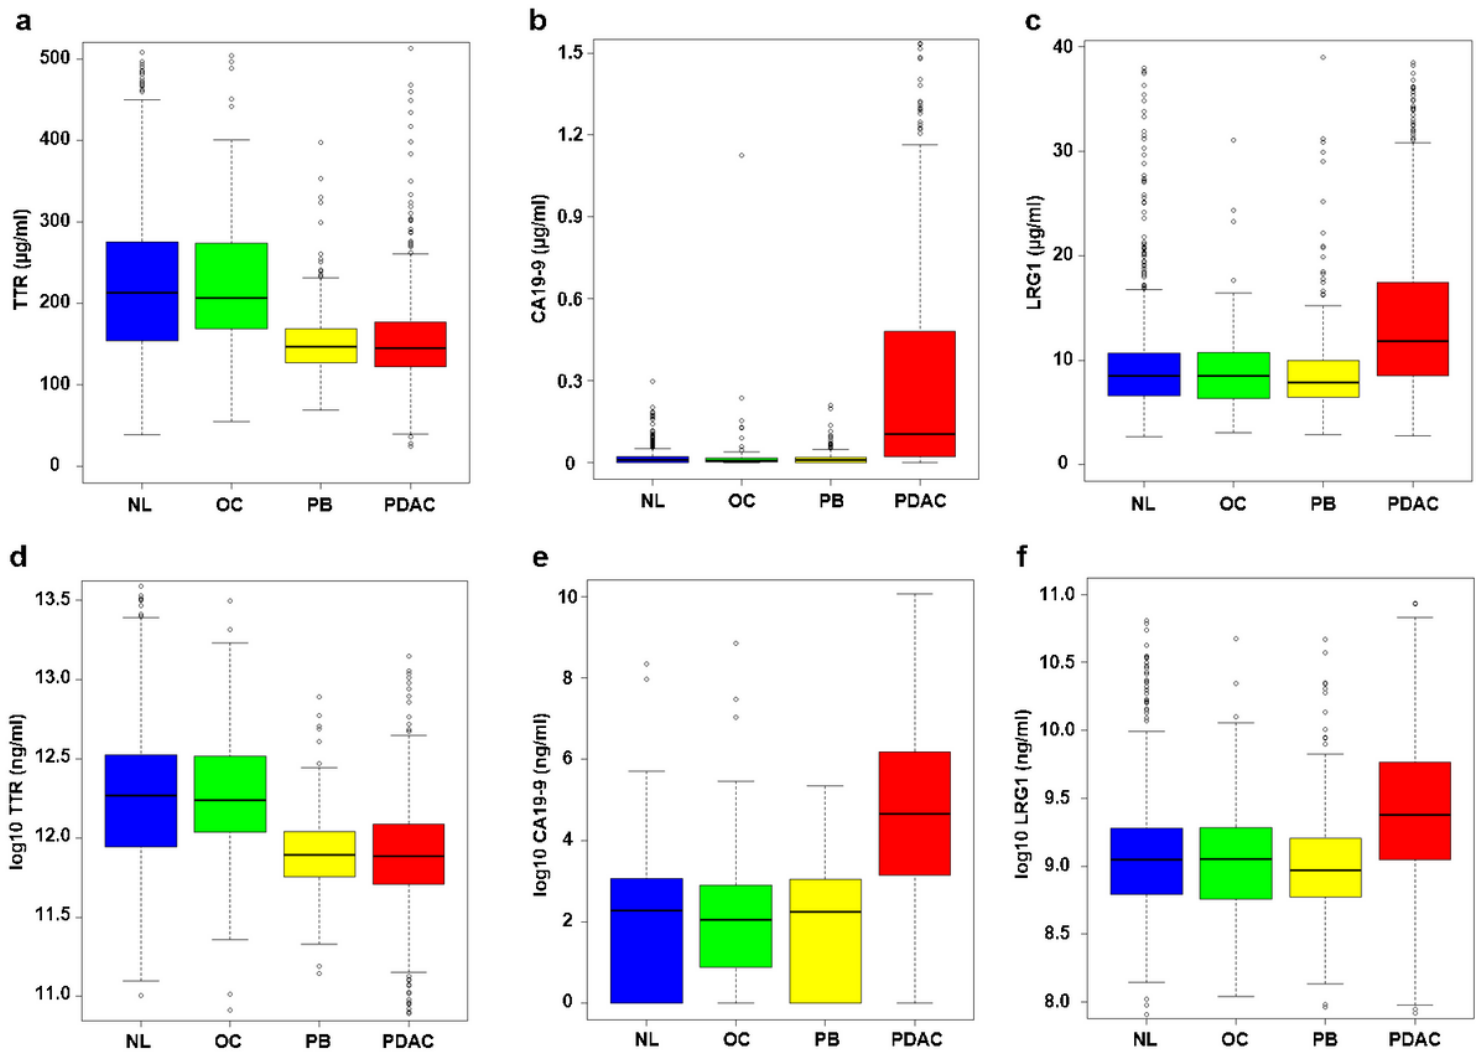 a
500
400
300
200
100
0
TTR (µg/ml)
NL OC PB PDAC
b
1.5
1.2
0.9
0.6
0.3
0
CA19-9 (µg/ml)
NL OC PB PDAC
c
40
30
20
10
0
LRG1 (µg/ml)
NL OC PB PDAC
d
13.5
13.0
12.5
12.0
11.5
11.0
log10 TTR (ng/ml)
NL OC PB PDAC
e
10
8
6
4
2
0
log10 CA19-9 (ng/ml)
NL OC PB PDAC
f
11.0
10.5
10.0
9.5
9.0
8.5
8.0
log10 LRG1 (ng/ml)
NL OC PB PDAC